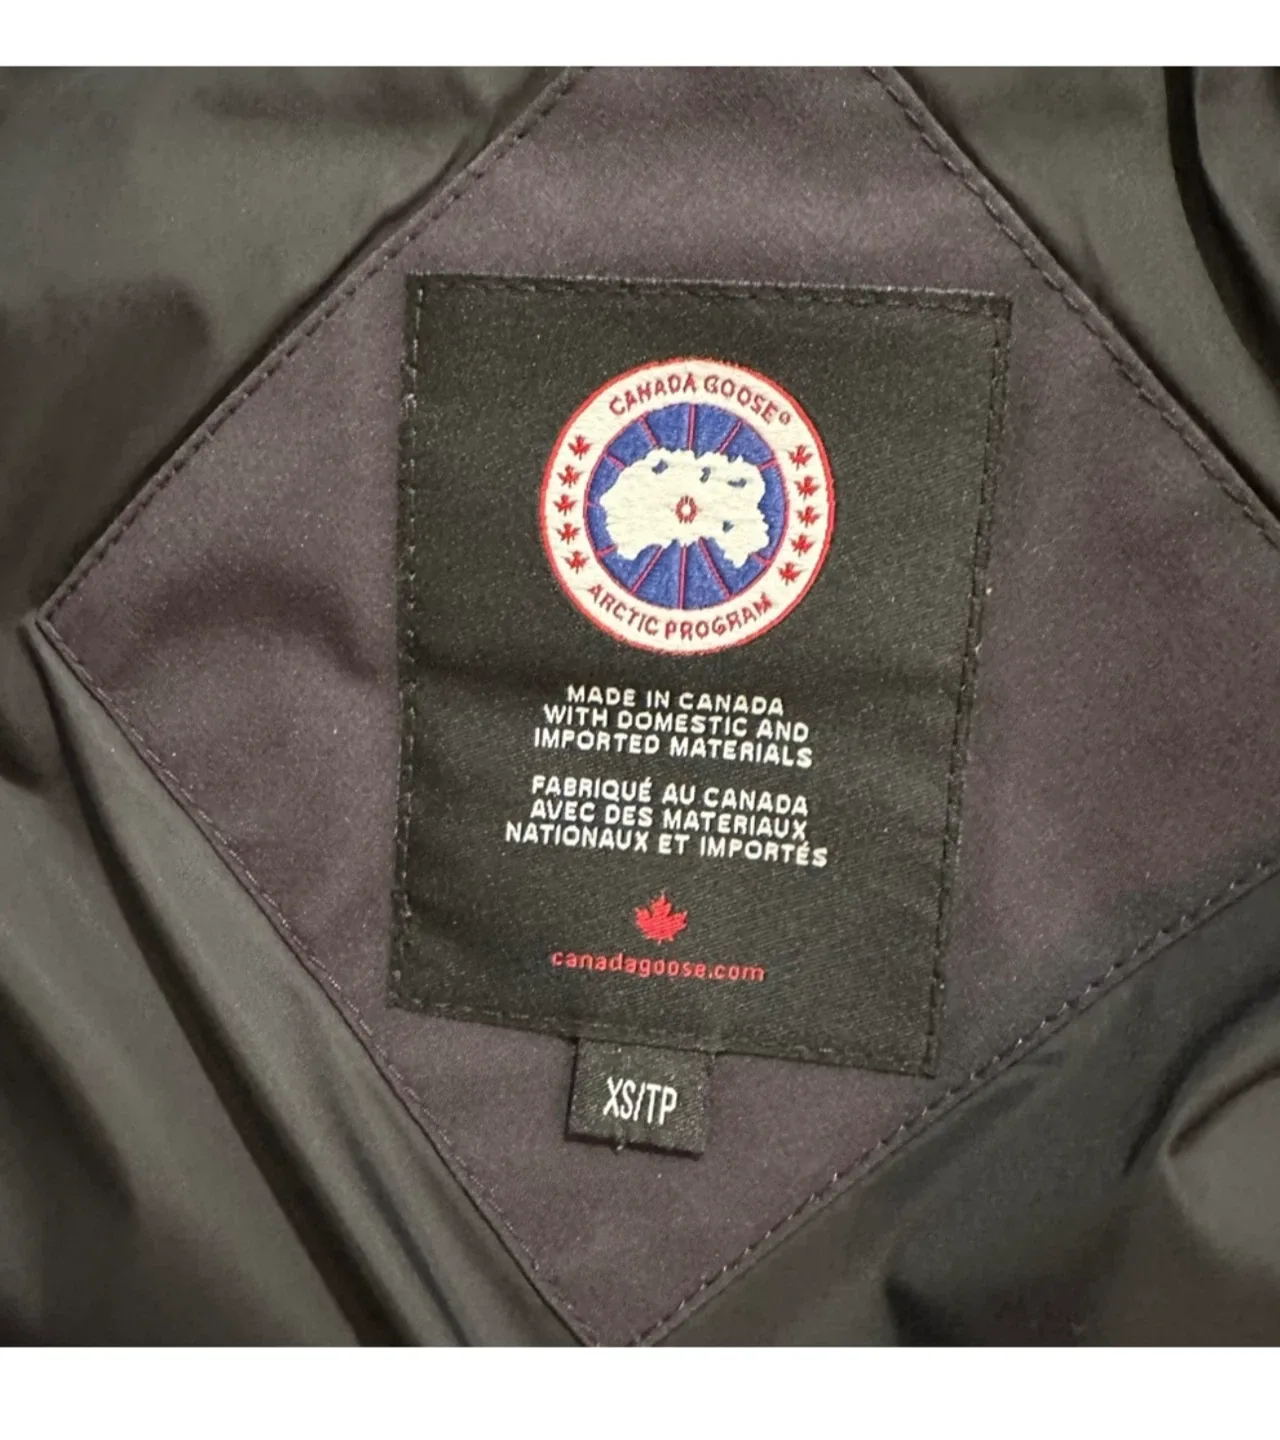 CANADA GOOSE®
ARCTIC PROGRAM
MADE IN CANADA
WITH DOMESTIC AND
IMPORTED MATERIALS
FABRIQUÉ AU CANADA
AVEC DES MATERIAUX
NATIONAUX ET IMPORTÉS
canadagoose.com
XS/TP